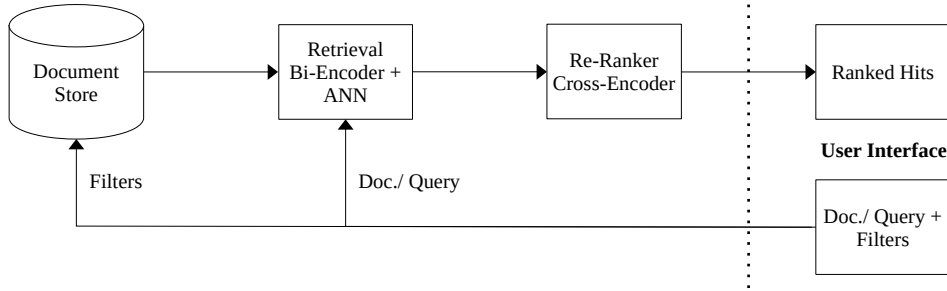 Document
Store
Retrieval
Bi-Encoder +
ANN
Re-Ranker
Cross-Encoder
Ranked Hits
User Interface
Filters
Doc./ Query
Doc./ Query +
Filters